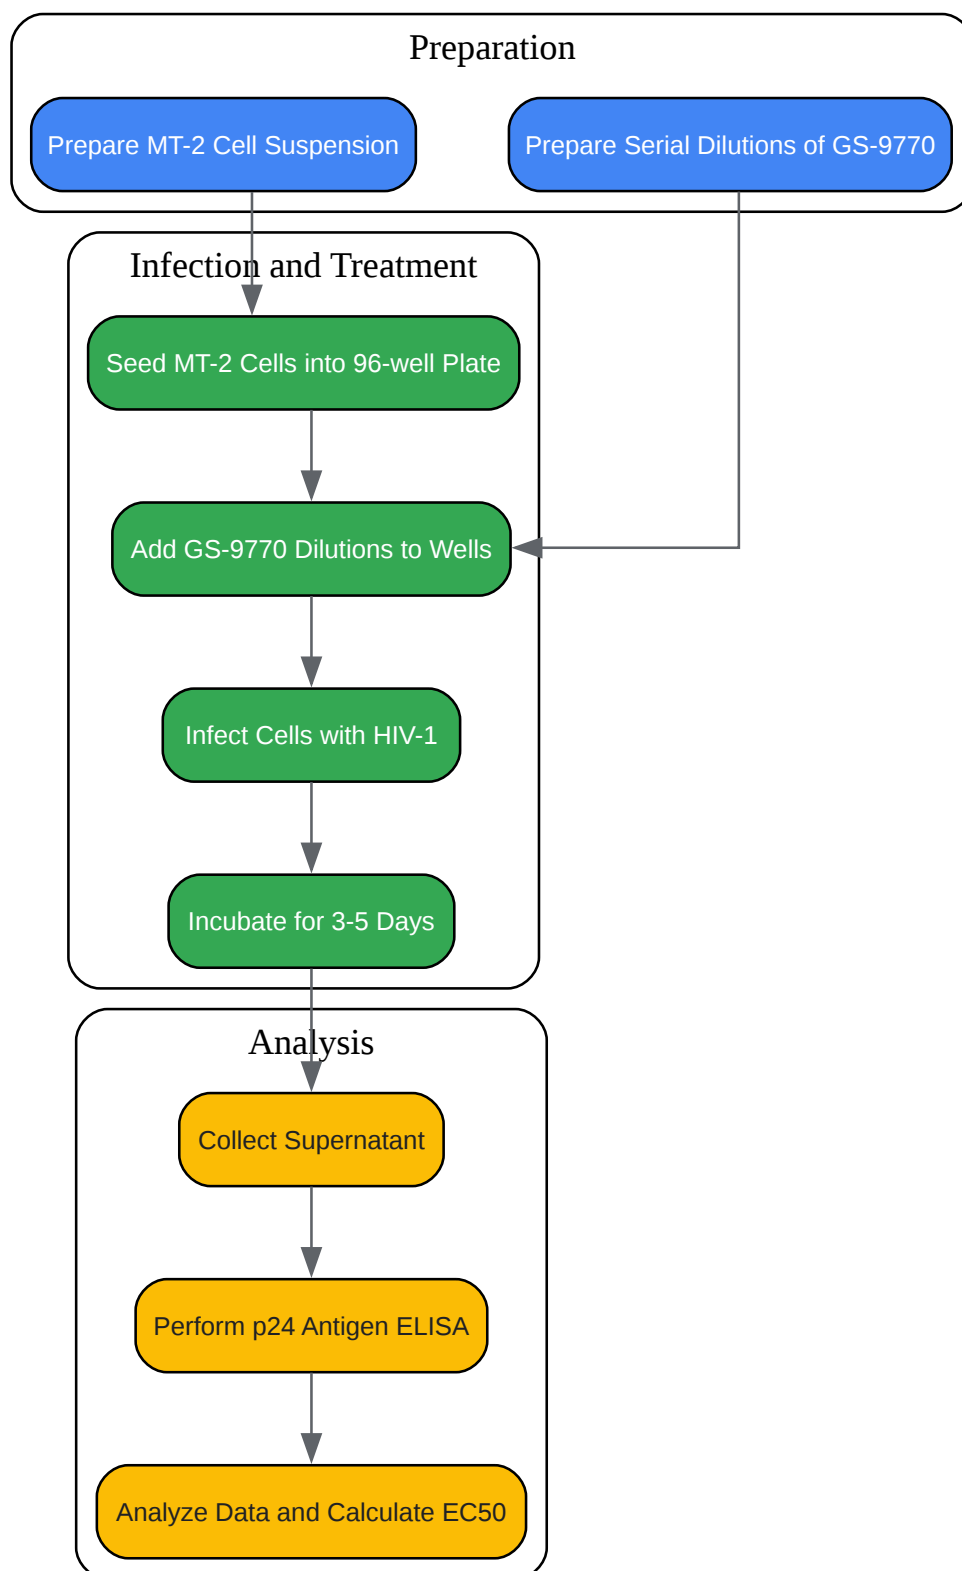 Preparation
Prepare MT-2 Cell Suspension
Prepare Serial Dilutions of GS-9770
Infection and Treatment
Seed MT-2 Cells into 96-well Plate
Add GS-9770 Dilutions to Wells
Infect Cells with HIV-1
Incubate for 3-5 Days
Analysis
Collect Supernatant
Perform p24 Antigen ELISA
Analyze Data and Calculate EC50